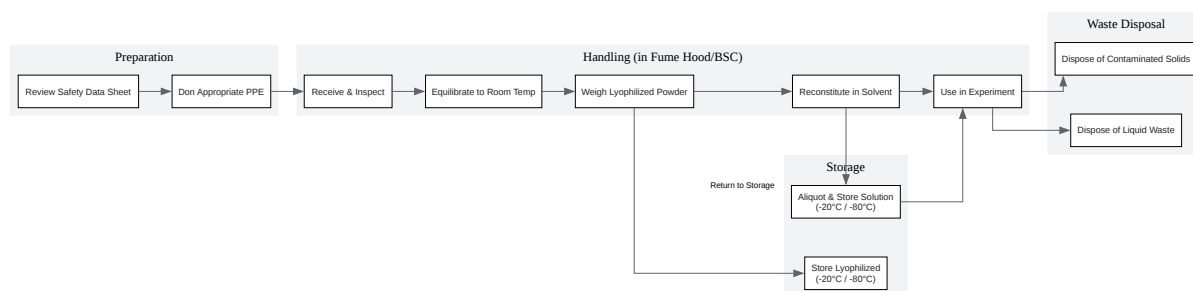 Waste Disposal
Preparation
Handling (in Fume Hood/BSC)
Dispose of Contaminated Solids
Review Safety Data Sheet
Don Appropriate PPE
Receive & Inspect
Equilibrate to Room Temp
Weigh Lyophilized Powder
Reconstitute in Solvent
Use in Experiment
Dispose of Liquid Waste
Storage
Return to Storage
Aliquot & Store Solution
(-20°C / -80°C)
Store Lyophilized
(-20°C / -80°C)